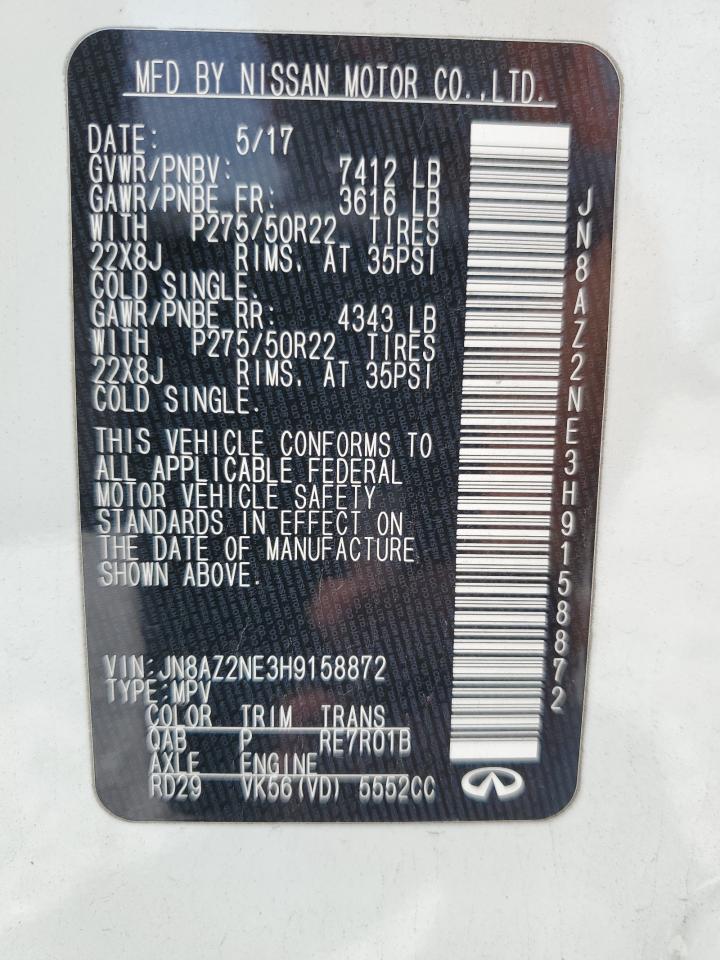 MFD BY NISSAN MOTOR CO.,LTD.
DATE: 5/17
GVWR/PNBV: 7412 LB
GAWR/PNBE FR: 3616 LB
WITH P275/50R22 TIRES
22X8J RIMS, AT 35PSI
COLD SINGLE.
GAWR/PNBE RR: 4343 LB
WITH P275/50R22 TIRES
22X8J RIMS, AT 35PSI
COLD SINGLE.
THIS VEHICLE CONFORMS TO
ALL APPLICABLE FEDERAL
MOTOR VEHICLE SAFETY
STANDARDS IN EFFECT ON
THE DATE OF MANUFACTURE
SHOWN ABOVE.
VIN:JN8AZ2NE3H9158872
TYPE:MPV
COLOR TRIM TRANS
QAB P RE7R01B
AXLE ENGINE
RD29 VK56(VD) 5552CC
JN8AZ2NE3H9158872